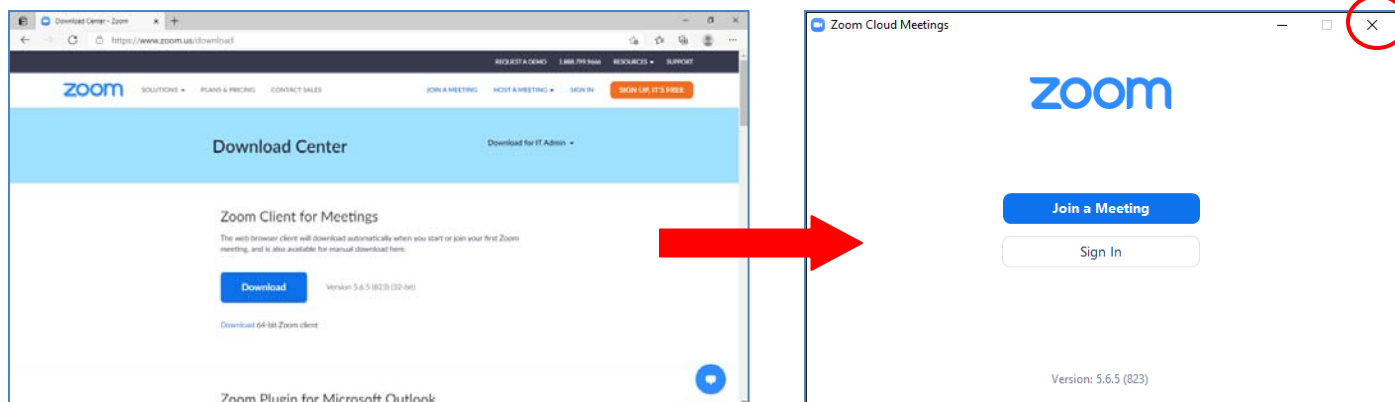 Download Center - Zoom
https://www.zoom.us/download
REQUEST A DEMO 1.888.799.9666 RESOURCES SUPPORT
zoom SOLUTIONS PLANS & PRICING CONTACT SALES JOIN A MEETING HOST A MEETING SIGN IN SIGN UP, IT'S FREE
Download Center
Download for IT Admin
Zoom Client for Meetings
The web browser client will download automatically when you start or join your first Zoom
meeting, and is also available for manual download here.
Download Version 5.6.5 (823) (32-bit)
Download 64-bit Zoom client
Zoom Plugin for Microsoft Outlook
Zoom Cloud Meetings
zoom
Join a Meeting
Sign In
Version: 5.6.5 (823)